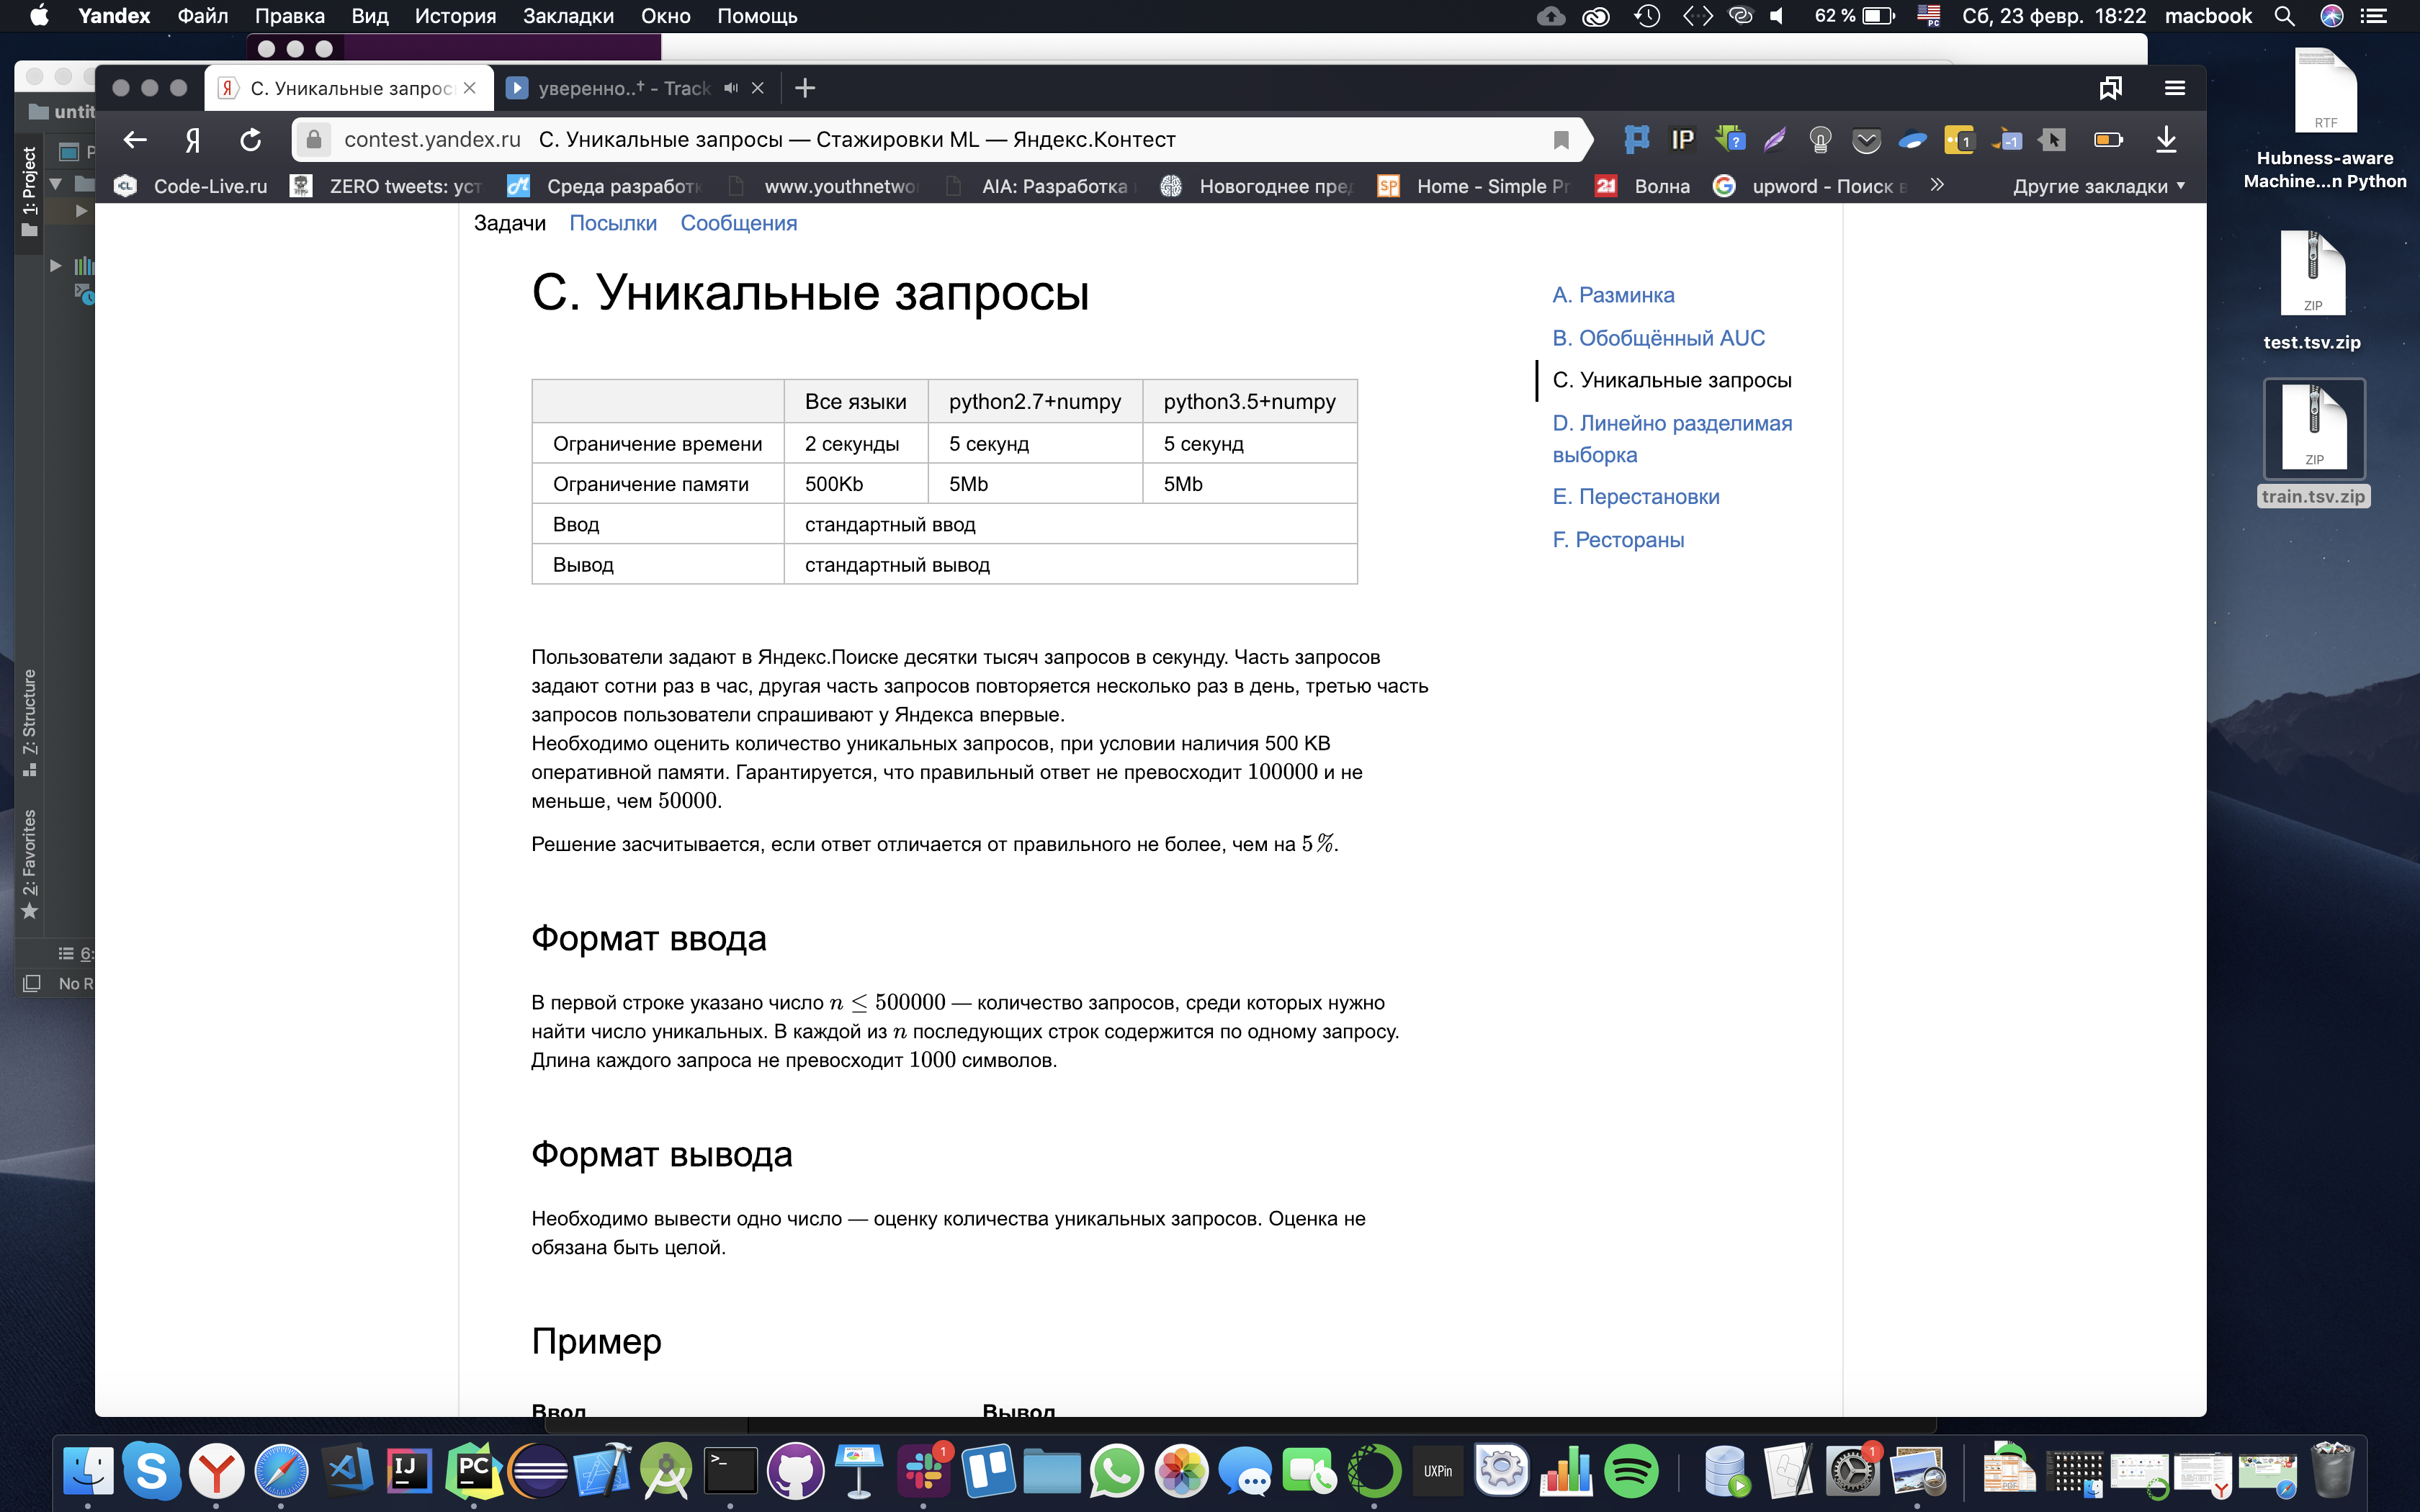 Yandex Файл Правка Вид История Закладки Окно Помощь
62 % PC Сб, 23 февр. 18:22 macbook
С. Уникальные запрос
уверенно..† - Track
contest.yandex.ru С. Уникальные запросы — Стажировки ML — Яндекс.Контест
Code-Live.ru ZERO tweets: уст Среда разработк www.youthnetwo AIA: Разработка Новогоднее пре Home - Simple Pr Волна upword - Поиск в Другие закладки
Задачи Посылки Сообщения
С. Уникальные запросы
Все языки python2.7+numpy python3.5+numpy
Ограничение времени 2 секунды 5 секунд 5 секунд
Ограничение памяти 500Kb 5Mb 5Mb
Ввод стандартный ввод
Вывод стандартный вывод
Пользователи задают в Яндекс.Поиске десятки тысяч запросов в секунду. Часть запросов
задают сотни раз в час, другая часть запросов повторяется несколько раз в день, третью часть
запросов пользователи спрашивают у Яндекса впервые.
Необходимо оценить количество уникальных запросов, при условии наличия 500 KB
оперативной памяти. Гарантируется, что правильный ответ не превосходит 100000 и не
меньше, чем 50000.
Решение засчитывается, если ответ отличается от правильного не более, чем на 5%.
Формат ввода
В первой строке указано число n ≤ 500000 — количество запросов, среди которых нужно
найти число уникальных. В каждой из n последующих строк содержится по одному запросу.
Длина каждого запроса не превосходит 1000 символов.
Формат вывода
Необходимо вывести одно число — оценку количества уникальных запросов. Оценка не
обязана быть целой.
Пример
Ввод Вывод
A. Разминка
B. Обобщённый AUC
C. Уникальные запросы
D. Линейно разделимая
выборка
E. Перестановки
F. Рестораны
untit
P
1: Project
7: Structure
2: Favorites
6:
No R
RTF
Hubness-aware
Machine...n Python
ZIP
test.tsv.zip
ZIP
train.tsv.zip
IJ
PC
UXPin
1
1